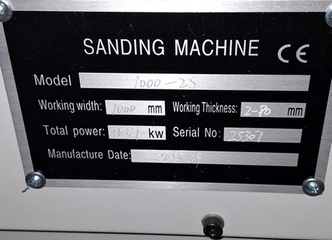 SANDING MACHINE CE
Model 1000-2S
Working width: 1000 mm Working Thickness: 2-80 mm
Total power: kw Serial No:
Manufacture Date: